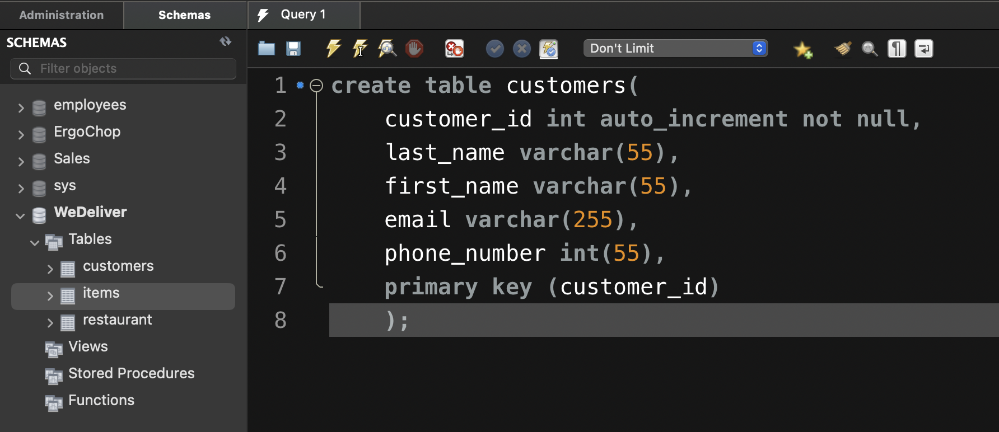 Administration
Schemas
Query 1
SCHEMAS
Filter objects
Don't Limit
employees
ErgoChop
Sales
sys
WeDeliver
Tables
customers
items
restaurant
Views
Stored Procedures
Functions
1 create table customers(
2 customer_id int auto_increment not null,
3 last_name varchar(55),
4 first_name varchar(55),
5 email varchar(255),
6 phone_number int(55),
7 primary key (customer_id)
8 );